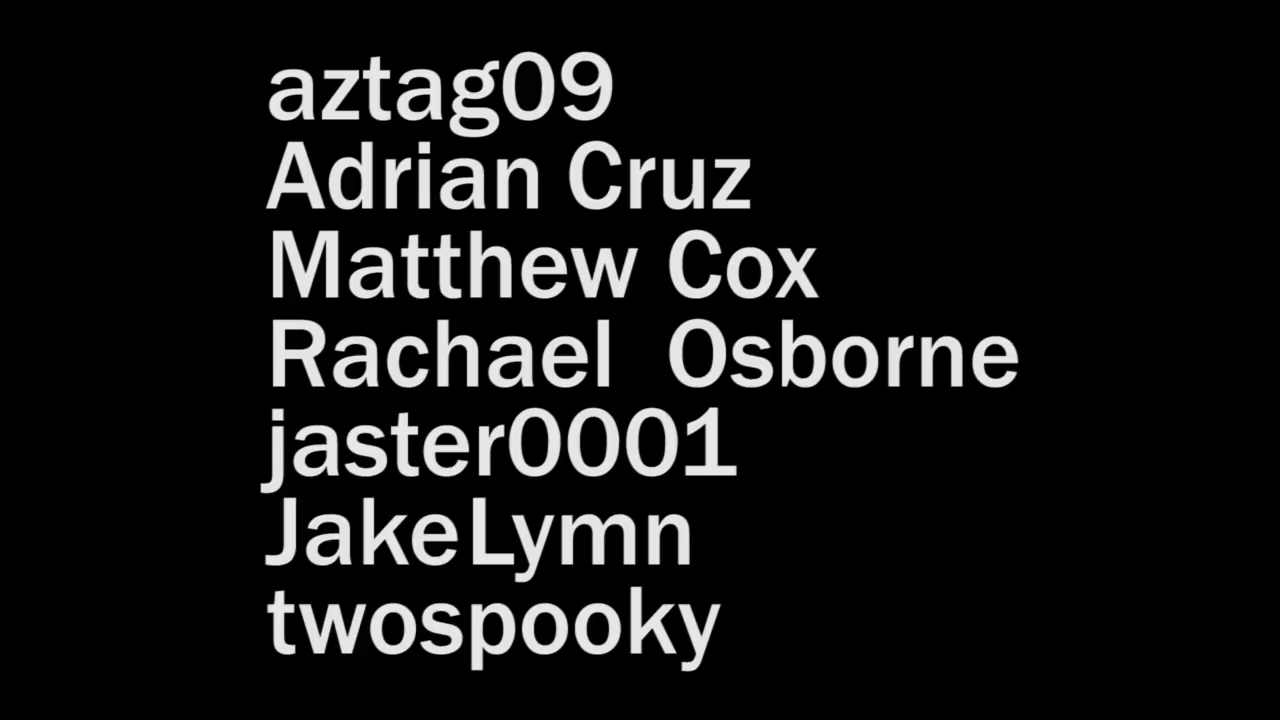 aztag09
Adrian Cruz
Matthew Cox
Rachael  Osborne
jaster0001
JakeLymn
twospooky